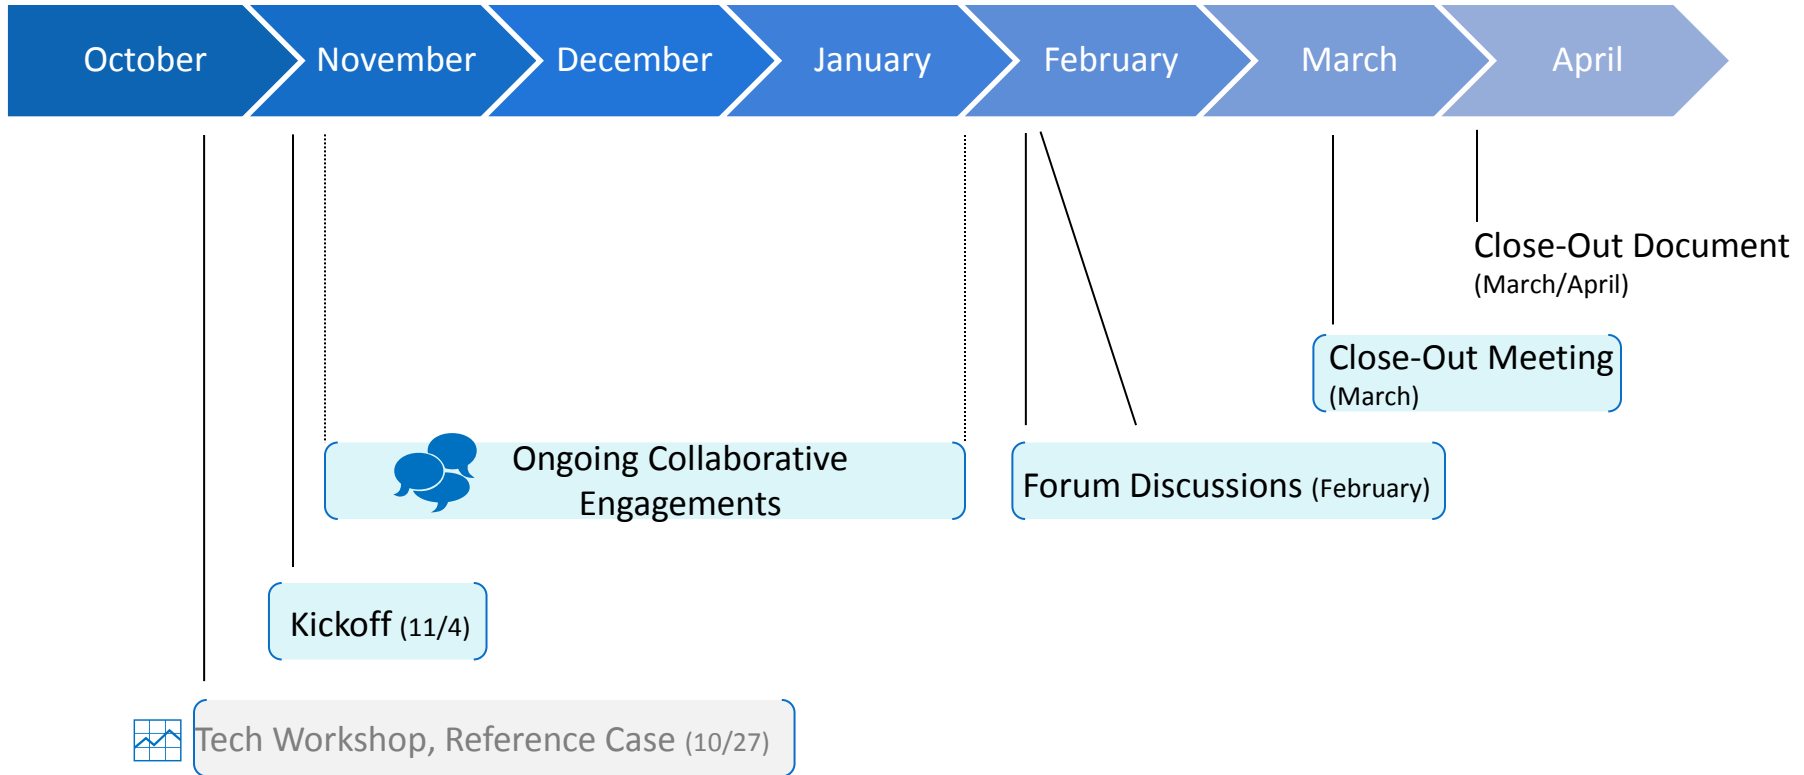 October
November
December
January
February
March
April
Close-Out Document
(March/April)
Close-Out Meeting
(March)
Ongoing Collaborative
Engagements
Forum Discussions (February)
Kickoff (11/4)
Tech Workshop, Reference Case (10/27)